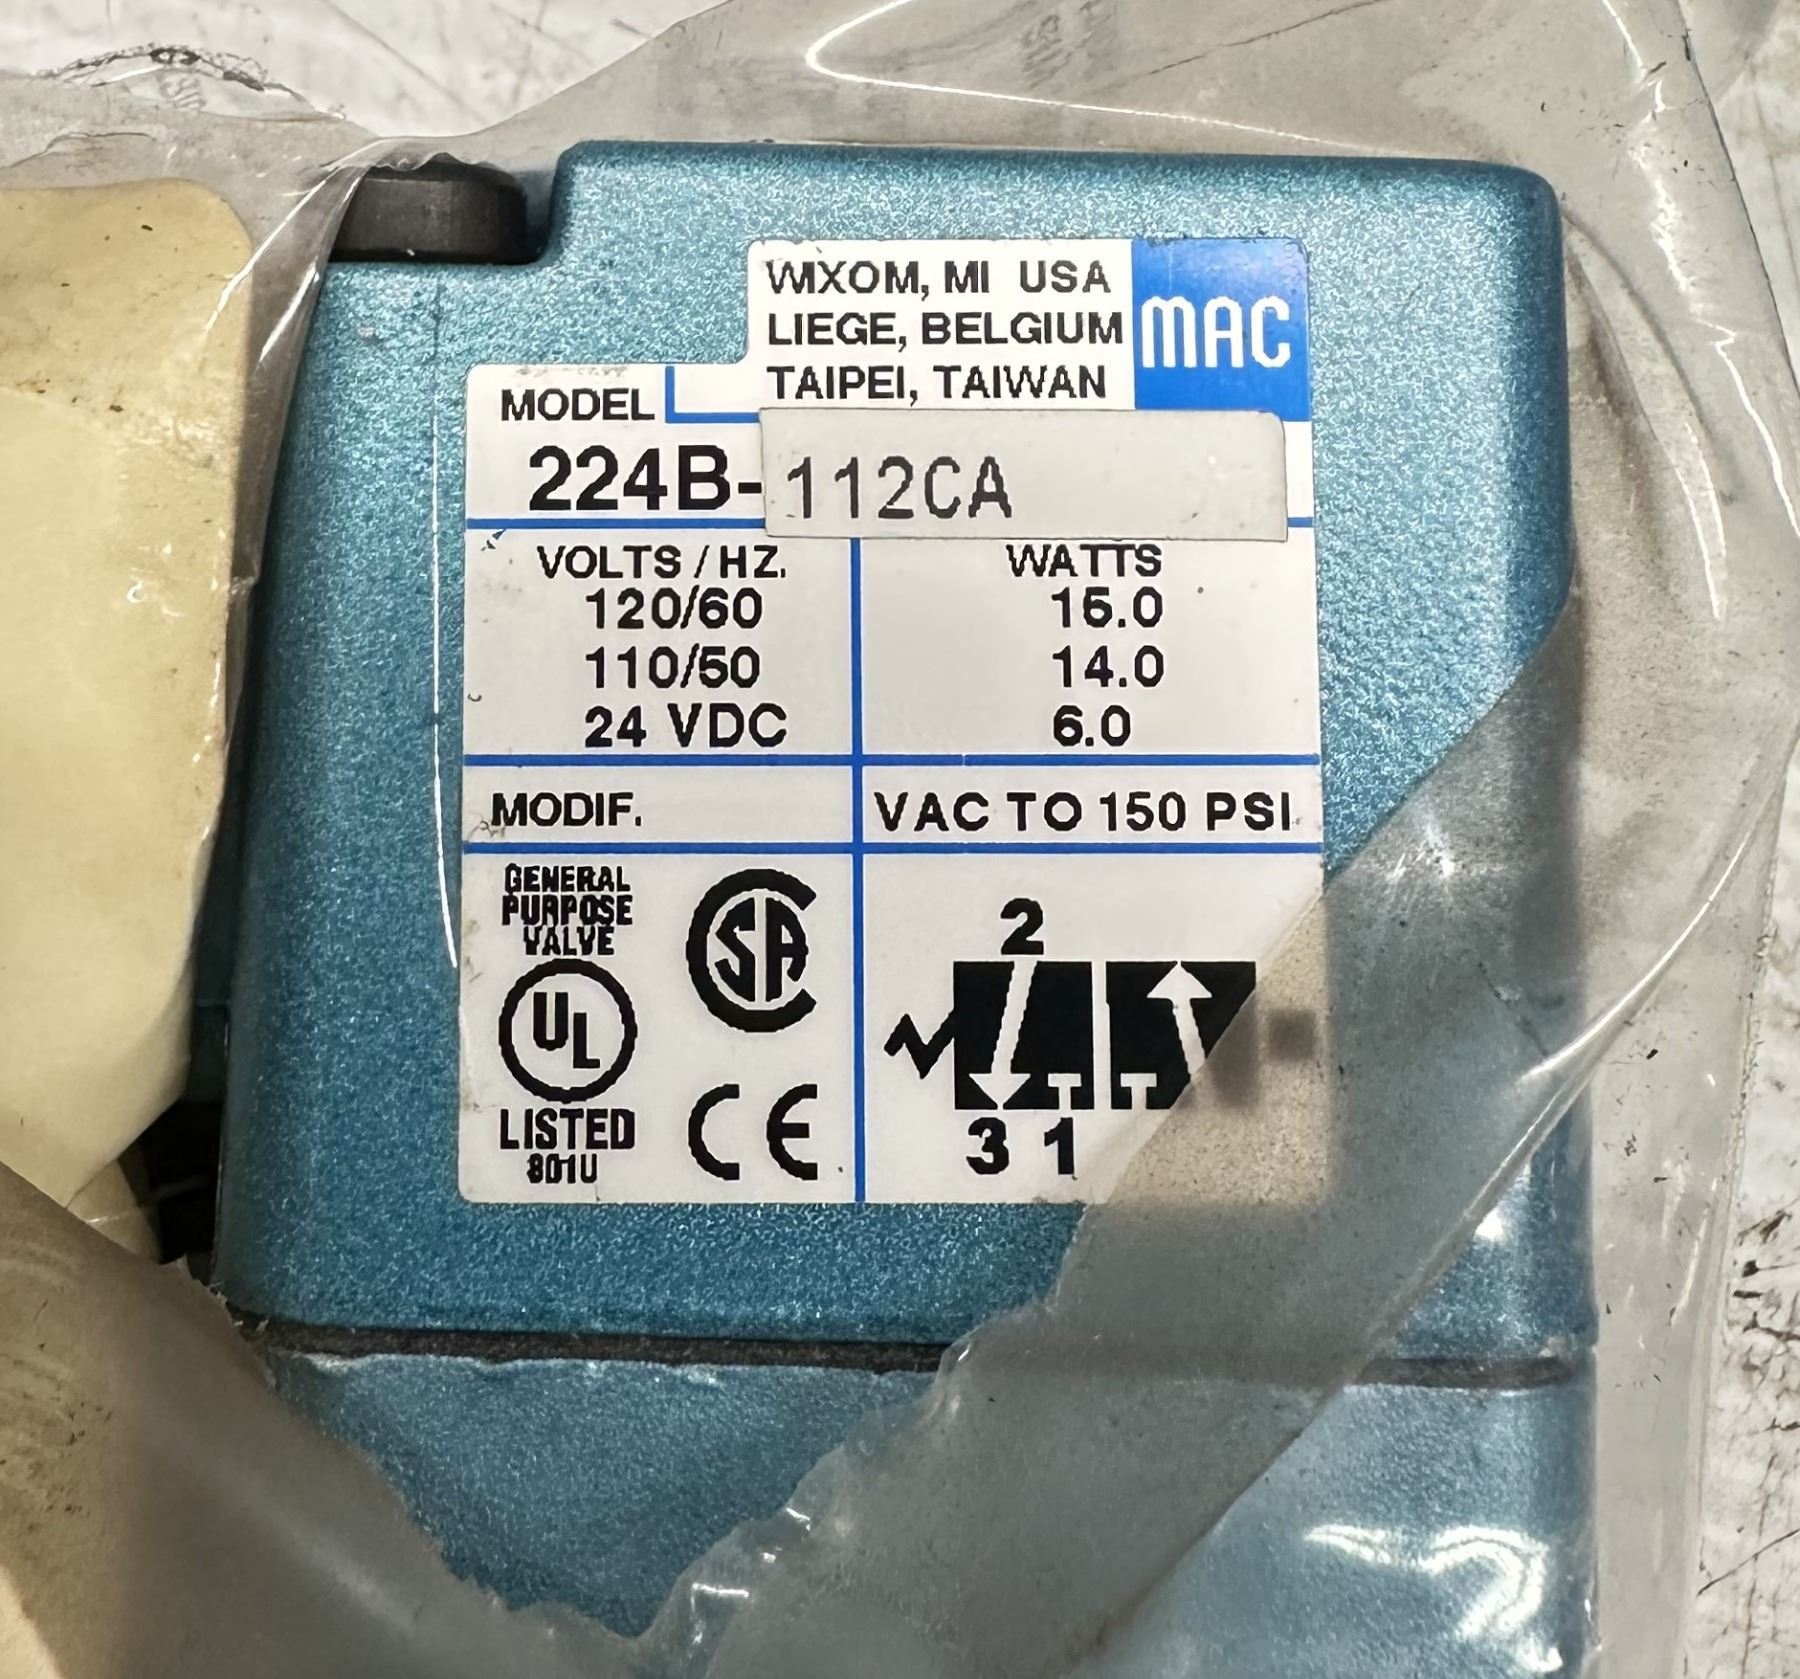 WIXOM, MI USA
LIEGE, BELGIUM
TAIPEI, TAIWAN
MAC
MODEL
224B-112CA
VOLTS / HZ. WATTS
120/60 15.0
110/50 14.0
24 VDC 6.0
MODIF. VAC TO 150 PSI
GENERAL
PURPOSE
VALVE
SA
UL
LISTED
801U
CE
2
3 1